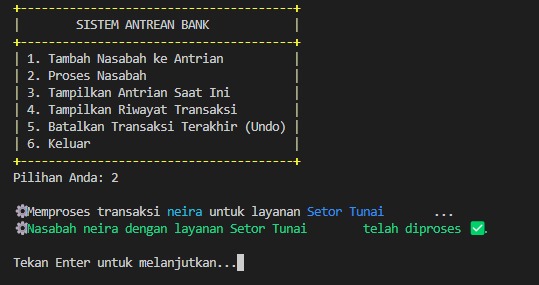 +---------------------------------------+
|        SISTEM ANTREAN BANK            |
+---------------------------------------+
| 1. Tambah Nasabah ke Antrian          |
| 2. Proses Nasabah                     |
| 3. Tampilkan Antrian Saat Ini         |
| 4. Tampilkan Riwayat Transaksi        |
| 5. Batalkan Transaksi Terakhir (Undo) |
| 6. Keluar                             |
+---------------------------------------+
Pilihan Anda: 2
⚙Memproses transaksi neira untuk layanan Setor Tunai       ...
⚙Nasabah neira dengan layanan Setor Tunai        telah diproses ✅.
Tekan Enter untuk melanjutkan...